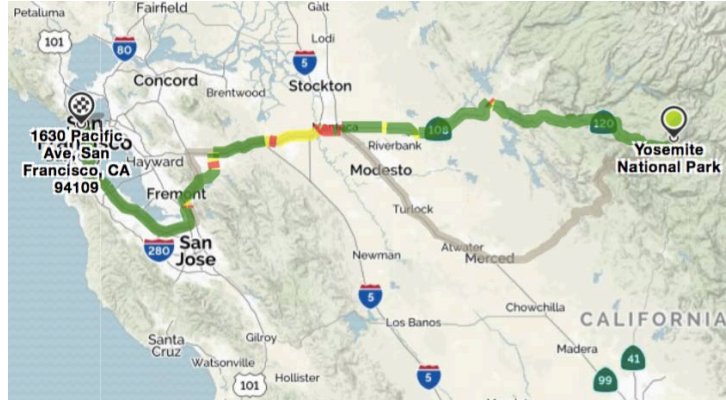 Petaluma
Fairfield
Galt
101
80
Lodi
5
Concord
Stockton
Brentwood
San
1630 Pacific
Ave, San
Francisco, CA
94109
Manteca
108
120
Riverbank
Yosemite
National Park
Hayward
Modesto
Fremont
Turlock
280
San
Jose
Newman
Atwater
Merced
5
Chowchilla
Los Banos
CALIFORNIA
Santa
Cruz
Gilroy
Watsonville
Madera
41
101
Hollister
5
99